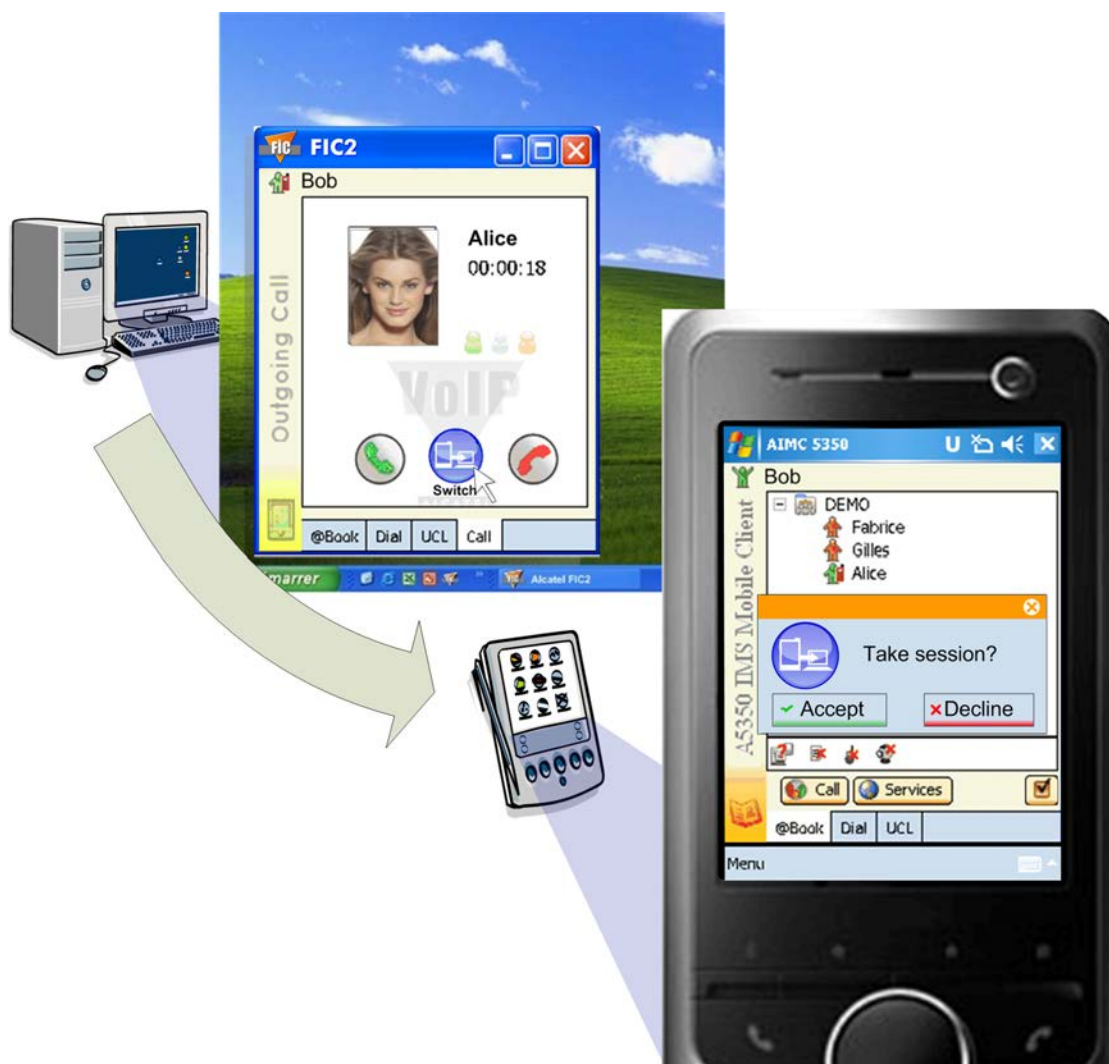 FIC FIC2
Bob
Outgoing Call
Alice
00:00:18
VoIP
Switch
@Book Dial UCL Call
marrer
Alcatel FIC2
AIMC 5350 U
Bob
A5350 IMS Mobile Client
DEMO
Fabrice
Gilles
Alice
Take session?
Accept Decline
Call Services
@Book Dial UCL
Menu